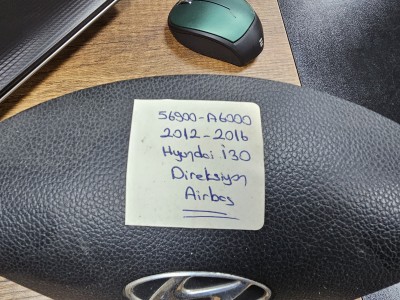 56900-A6000
2012-2016
Hyundai i30
Direksiyon
Airbag